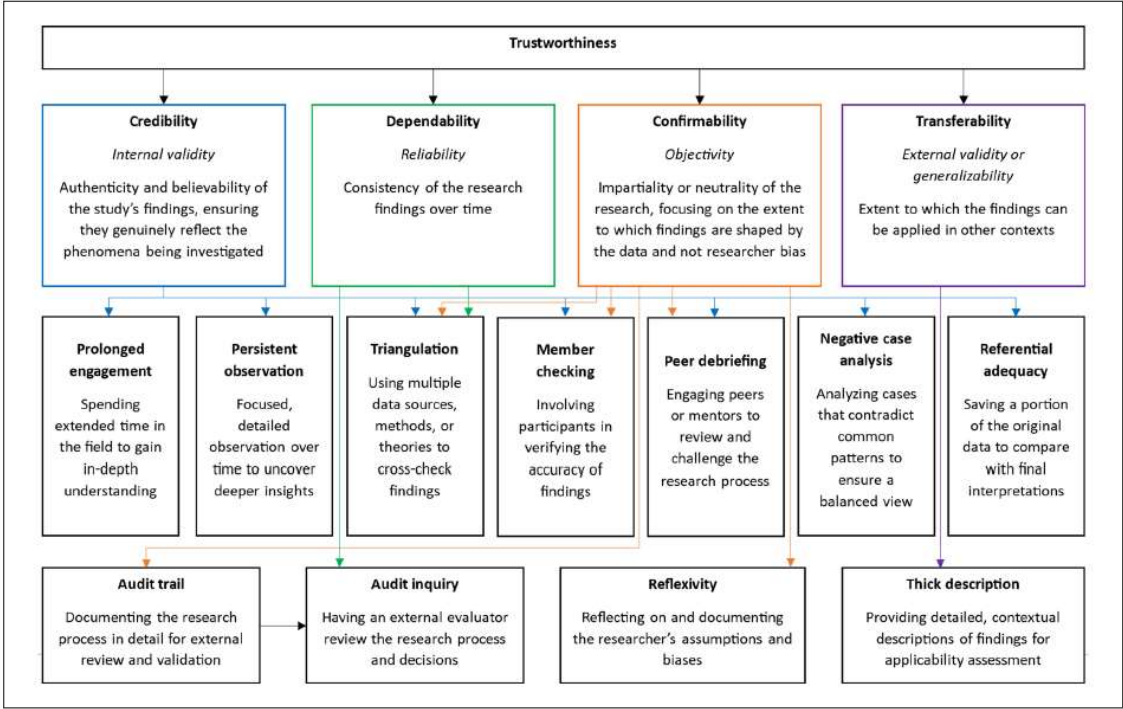 Trustworthiness
Credibility
Internal validity
Authenticity and believability of
the study's findings, ensuring
they genuinely reflect the
phenomena being investigated
Dependability
Reliability
Consistency of the research
findings over time
Confirmability
Objectivity
Impartiality or neutrality of the
research, focusing on the extent
to which findings are shaped by
the data and not researcher bias
Transferability
External validity or
generalizability
Extent to which the findings can
be applied in other contexts
Prolonged
engagement
Spending
extended time in
the field to gain
in-depth
understanding
Persistent
observation
Focused,
detailed
observation over
time to uncover
deeper insights
Triangulation
Using multiple
data sources,
methods, or
theories to
cross-check
findings
Member
checking
Involving
participants in
verifying the
accuracy of
findings
Peer debriefing
Engaging peers
or mentors to
review and
challenge the
research process
Negative case
analysis
Analyzing cases
that contradict
common
patterns to
ensure a
balanced view
Referential
adequacy
Saving a portion
of the original
data to compare
with final
interpretations
Audit trail
Documenting the research
process in detail for external
review and validation
Audit inquiry
Having an external evaluator
review the research process
and decisions
Reflexivity
Reflecting on and documenting
the researcher's assumptions and
biases
Thick description
Providing detailed, contextual
descriptions of findings for
applicability assessment